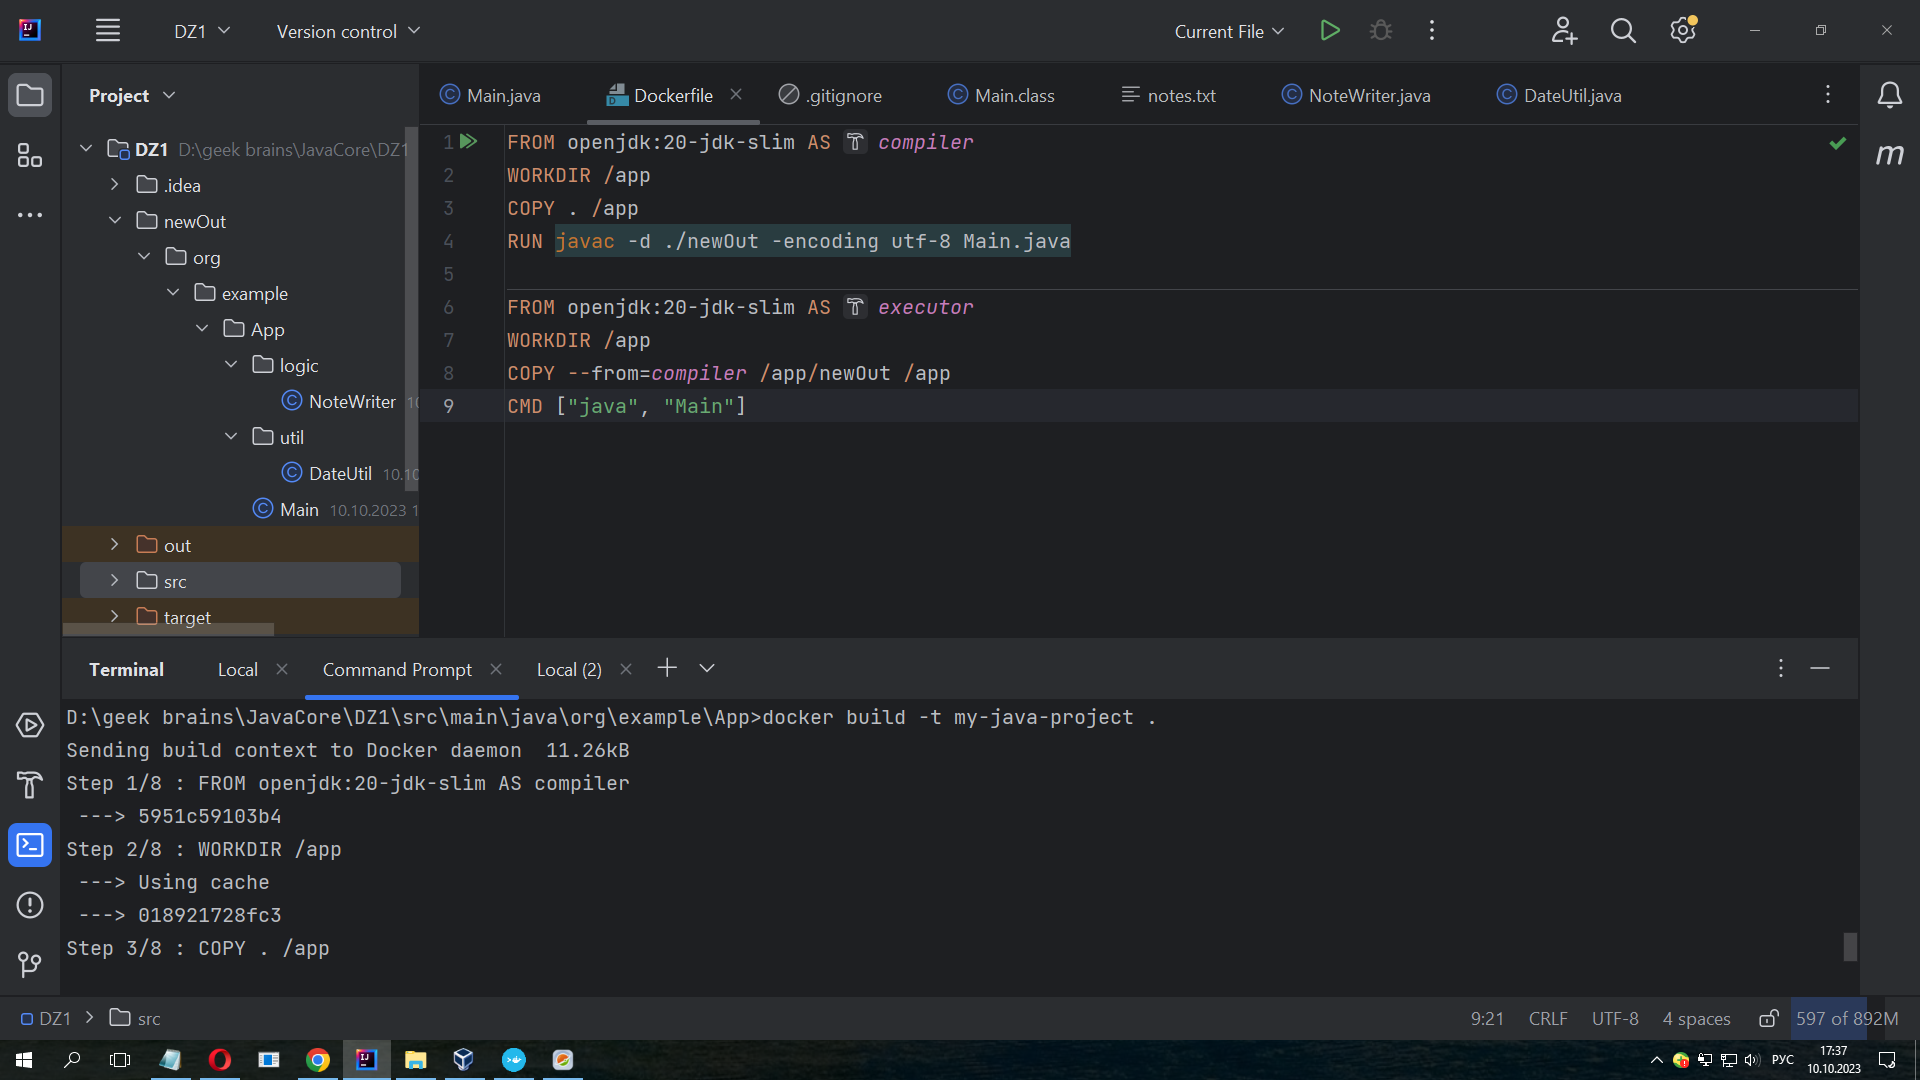 DZ1
Version control
Current File
Project
Main.java
Dockerfile
.gitignore
Main.class
notes.txt
NoteWriter.java
DateUtil.java
DZ1 D:\geek brains\JavaCore\DZ1
.idea
newOut
org
example
App
logic
NoteWriter 10
util
DateUtil 10.10
Main 10.10.2023 1
out
src
target
1 FROM openjdk:20-jdk-slim AS compiler
2 WORKDIR /app
3 COPY . /app
4 RUN javac -d ./newOut -encoding utf-8 Main.java
5
6 FROM openjdk:20-jdk-slim AS executor
7 WORKDIR /app
8 COPY --from=compiler /app/newOut /app
9 CMD ["java", "Main"]
m
Terminal
Local
Command Prompt
Local (2)
D:\geek brains\JavaCore\DZ1\src\main\java\org\example\App>docker build -t my-java-project .
Sending build context to Docker daemon  11.26kB
Step 1/8 : FROM openjdk:20-jdk-slim AS compiler
 ---> 5951c59103b4
Step 2/8 : WORKDIR /app
 ---> Using cache
 ---> 018921728fc3
Step 3/8 : COPY . /app
DZ1 > src
9:21
CRLF
UTF-8
4 spaces
597 of 892M
РУС
17:37
10.10.2023